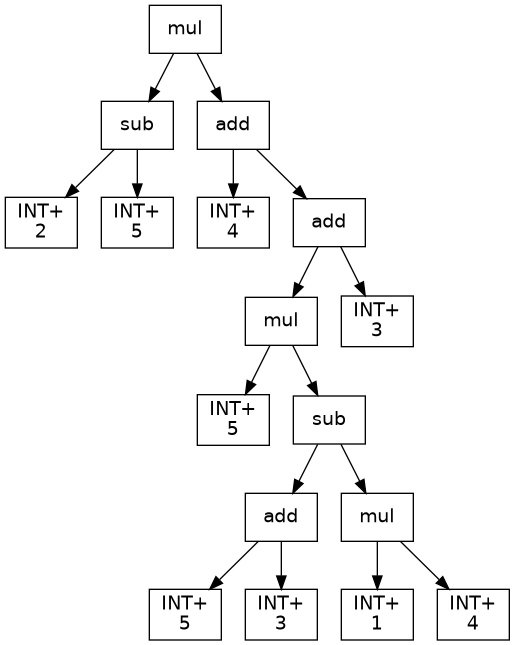 mul
sub
add
INT+
2
INT+
5
INT+
4
add
mul
INT+
3
INT+
5
sub
add
mul
INT+
5
INT+
3
INT+
1
INT+
4